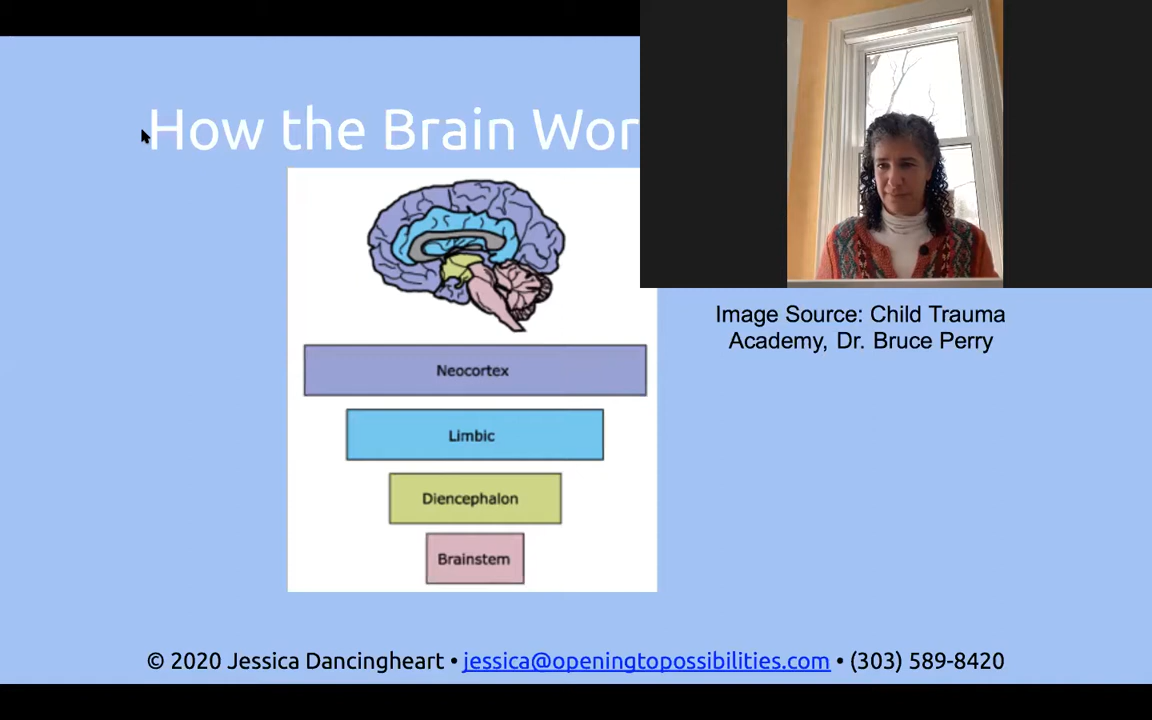 How the Brain Wor
Image Source: Child Trauma
Academy, Dr. Bruce Perry
Neocortex
Limbic
Diencephalon
Brainstem
© 2020 Jessica Dancingheart • jessica@openingtopossibilities.com • (303) 589-8420